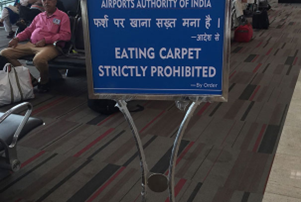 AIRPORTS AUTHORITY OF INDIA
फर्श पर खाना सख़्त मना है ।
—आदेश से
EATING CARPET
STRICTLY PROHIBITED
—By Order